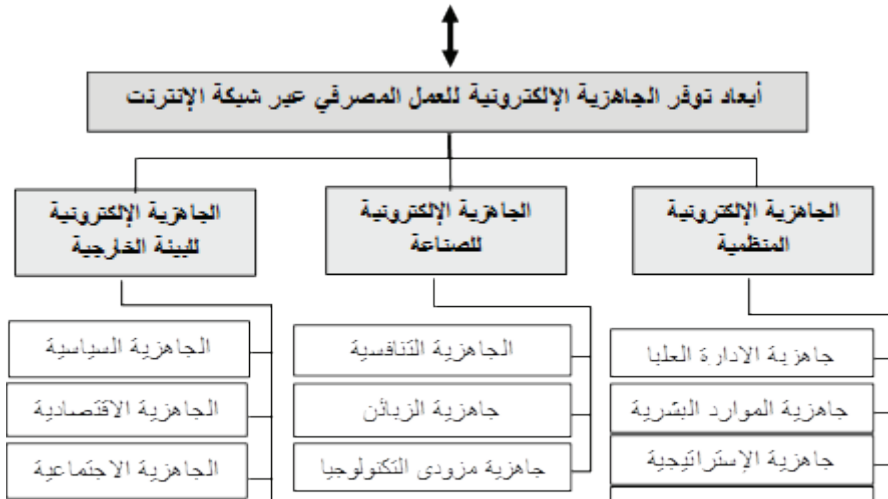 أبعاد توفر الجاهزية الإلكترونية للعمل المصرفي عبر شبكة الإنترنت
الجاهزية الإلكترونية
المنظمية
الجاهزية الإلكترونية
للصناعة
الجاهزية الإلكترونية
للبيئة الخارجية
جاهزية الادارة العليا
جاهزية الموارد البشرية
جاهزية الإستراتيجية
الجاهزية التنافسية
جاهزية الزبائن
جاهزية مزودى التكنولوجيا
الجاهزية السياسية
الجاهزية الاقتصادية
الجاهزية الاجتماعية